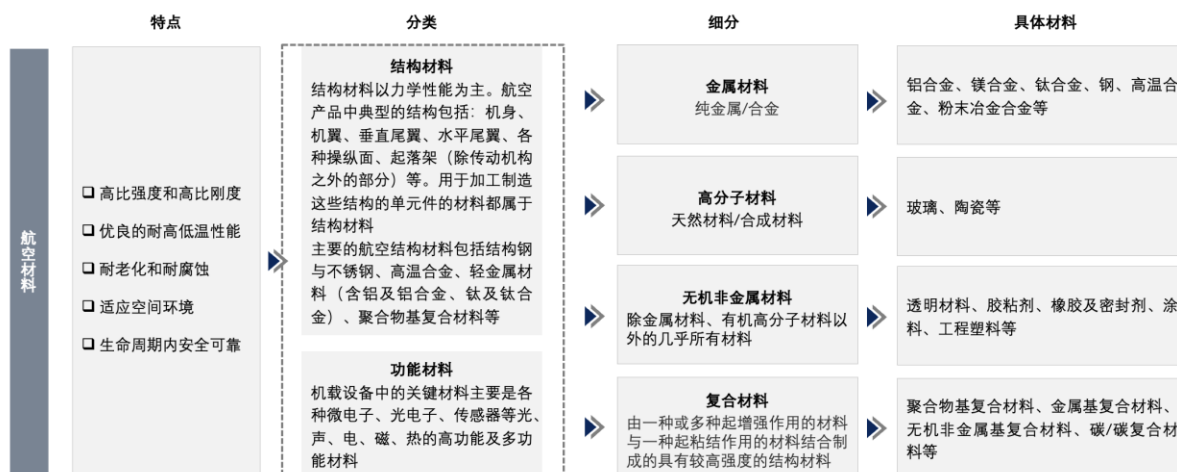 特点
分类
细分
具体材料
航空材料
❑ 高比强度和高比刚度
❑ 优良的耐高低温性能
❑ 耐老化和耐腐蚀
❑ 适应空间环境
❑ 生命周期内安全可靠
结构材料
结构材料以力学性能为主。航空
产品中典型的结构包括：机身、
机翼、垂直尾翼、水平尾翼、各
种操纵面、起落架（除传动机构
之外的部分）等。用于加工制造
这些结构的单元件的材料都属于
结构材料
主要的航空结构材料包括结构钢
与不锈钢、高温合金、轻金属材
料（含铝及铝合金、钛及钛合
金）、聚合物基复合材料等
功能材料
机载设备中的关键材料主要是各
种微电子、光电子、传感器等光、
声、电、磁、热的高功能及多功
能材料
金属材料
纯金属/合金
铝合金、镁合金、钛合金、钢、高温合
金、粉末冶金合金等
高分子材料
天然材料/合成材料
玻璃、陶瓷等
无机非金属材料
除金属材料、有机高分子材料以
外的几乎所有材料
透明材料、胶粘剂、橡胶及密封剂、涂
料、工程塑料等
复合材料
由一种或多种起增强作用的材料
与一种起粘结作用的材料结合制
成的具有较高强度的结构材料
聚合物基复合材料、金属基复合材料、
无机非金属基复合材料、碳/碳复合材
料等